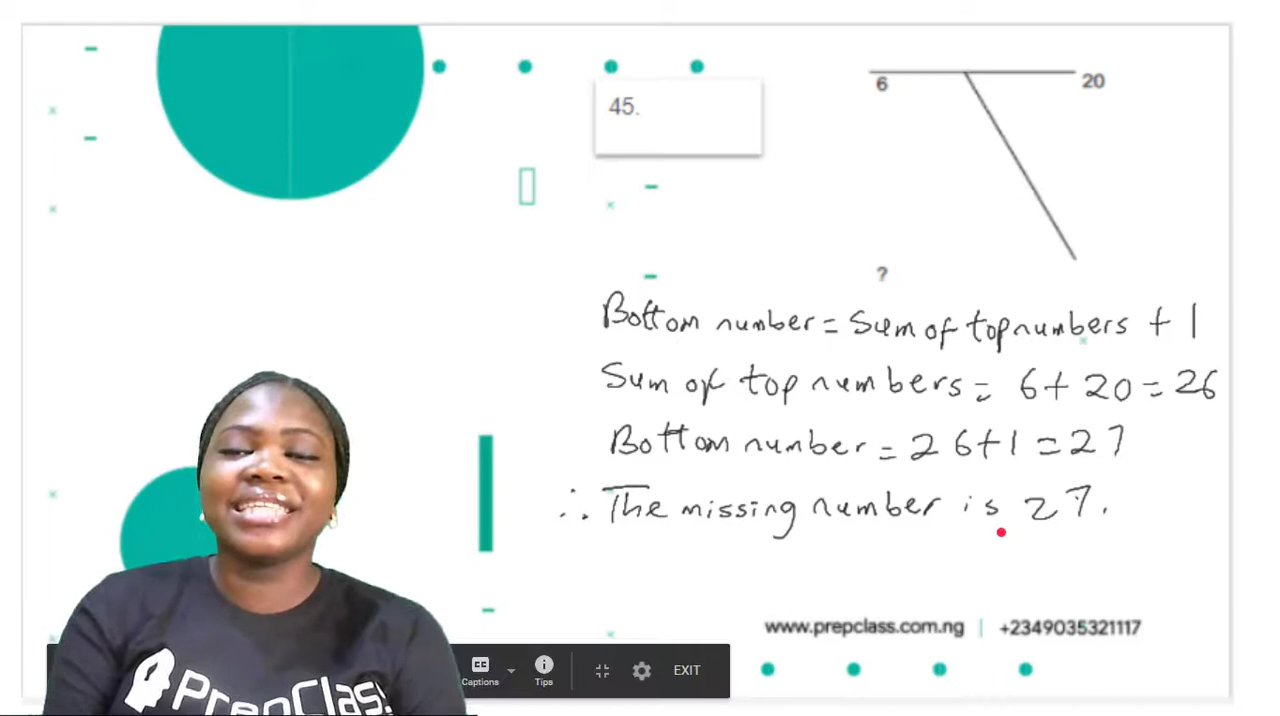 45.
6
20
?
Bottom number = Sum of top numbers + 1
Sum of top numbers = 6 + 20 = 26
Bottom number = 26 + 1 = 27
∴ The missing number is 27.
www.prepclass.com.ng | +2349035321117
CC
Captions
Tips
EXIT
PrepClass